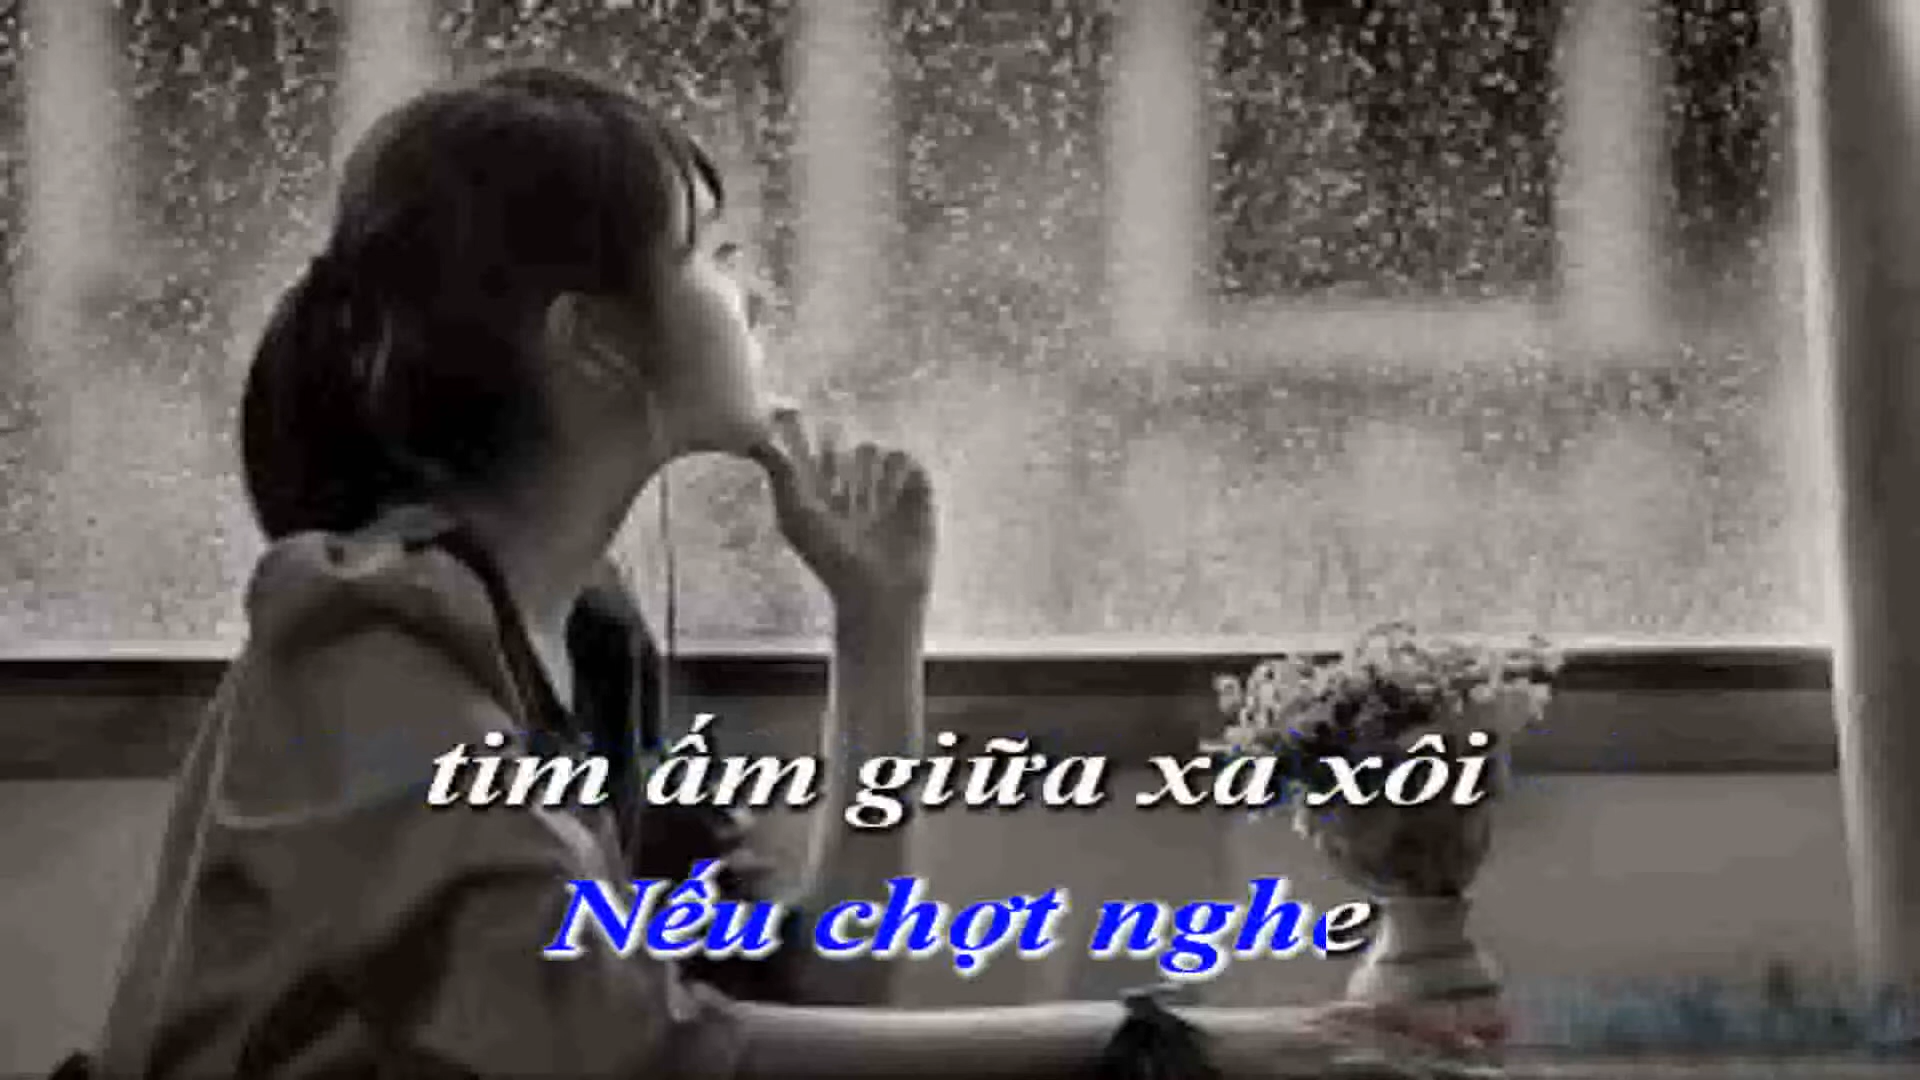 tim ấm giữa xa xôi
Nếu chợt nghe